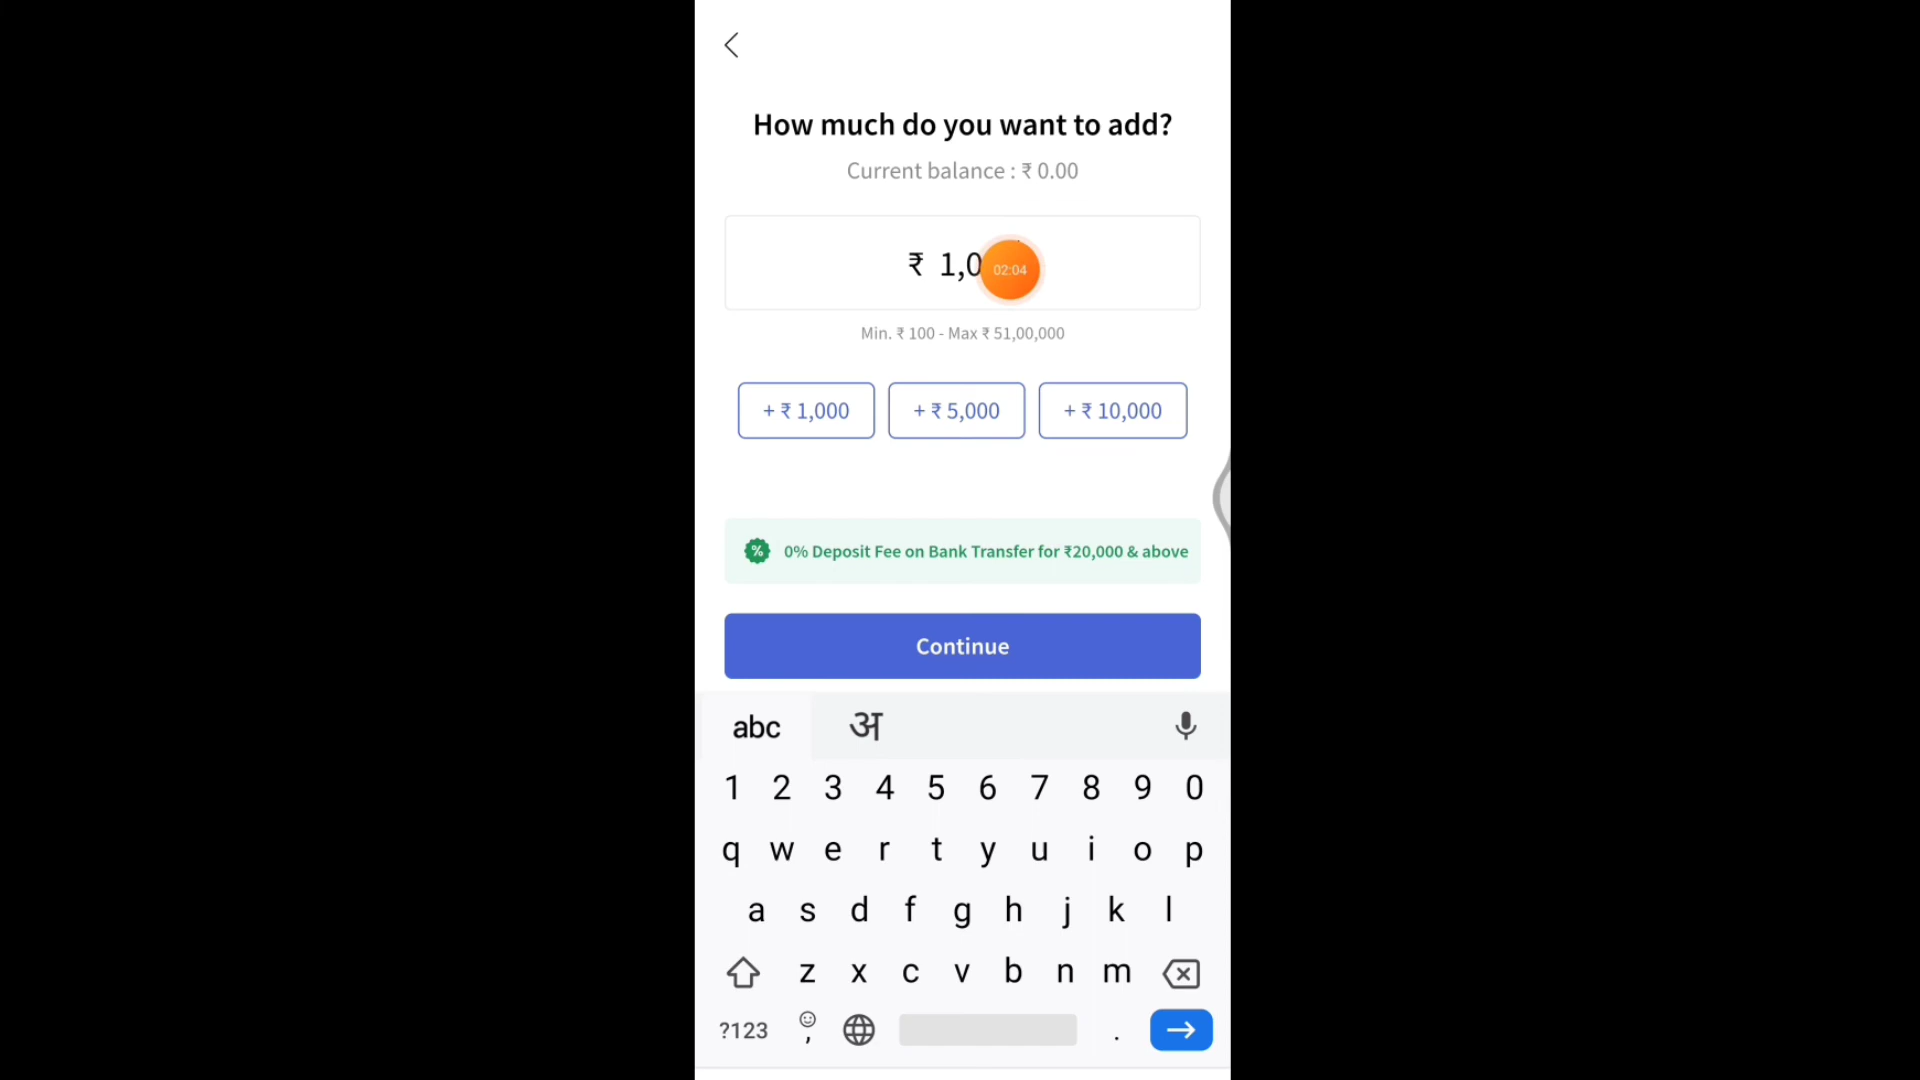 How much do you want to add?
Current balance : ₹ 0.00
₹ 1,0
02:04
Min. ₹ 100 - Max ₹ 51,00,000
+ ₹ 1,000 + ₹ 5,000 + ₹ 10,000
% 0% Deposit Fee on Bank Transfer for ₹20,000 & above
Continue
abc अ
1 2 3 4 5 6 7 8 9 0
q w e r t y u i o p
a s d f g h j k l
z x c v b n m
?123 , .